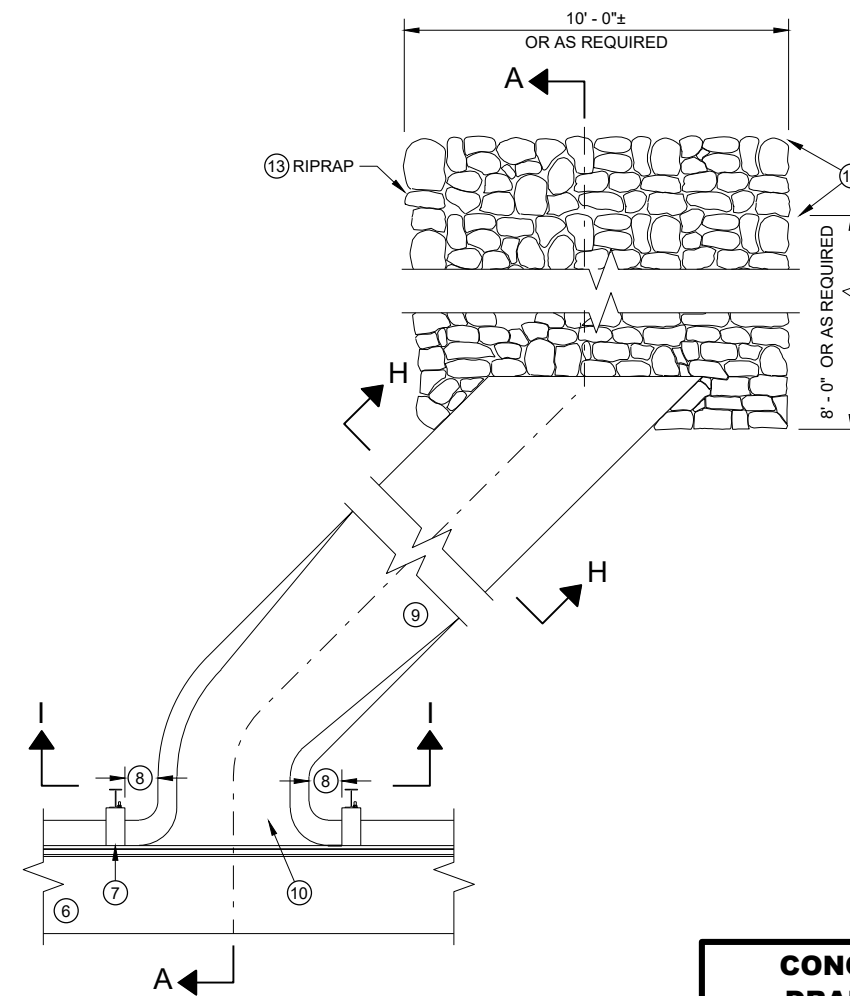 10' - 0"±
OR AS REQUIRED
A
13 RIPRAP
8' - 0" OR AS REQUIRED
H
H
9
I
I
8
8
7
10
6
A